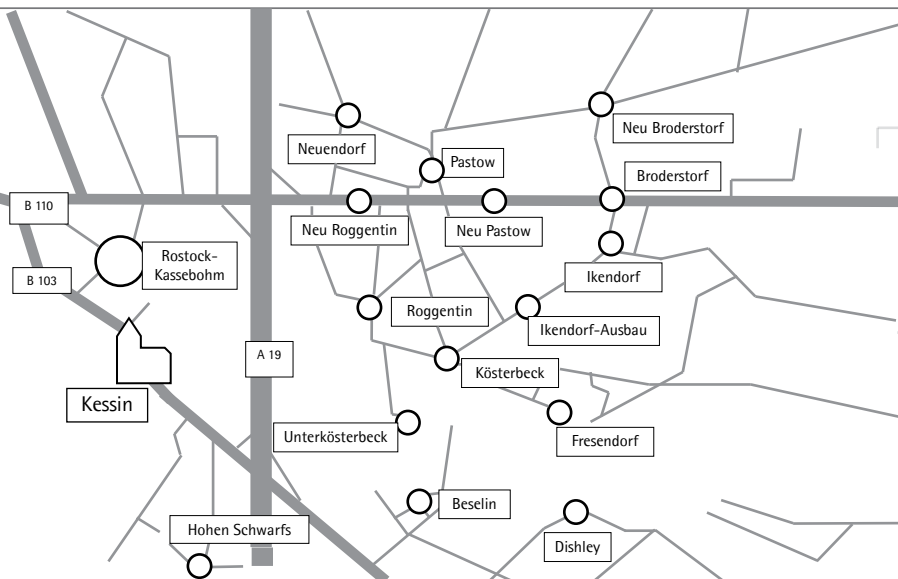 Neu Broderstorf
Neuendorf
Pastow
Broderstorf
B 110
Neu Roggentin
Neu Pastow
Rostock-
Kassebohm
Ikendorf
B 103
Roggentin
Ikendorf-Ausbau
A 19
Kösterbeck
Kessin
Unterkösterbeck
Fresendorf
Beselin
Hohen Schwarfs
Dishley